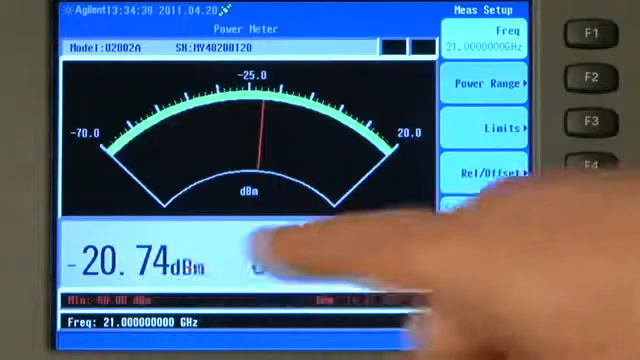 Agilent 13:34:38 2011.04.20
Meas Setup
Power Meter
Model:U2002A SN:MY48200120
Freq
21.0000000GHz
F1
Power Range
F2
Limits
F3
Rel/Offset
F4
-25.0
-70.0
20.0
dBm
-20.74dBm
Min:-60.00 dBm
Freq: 21.000000000 GHz